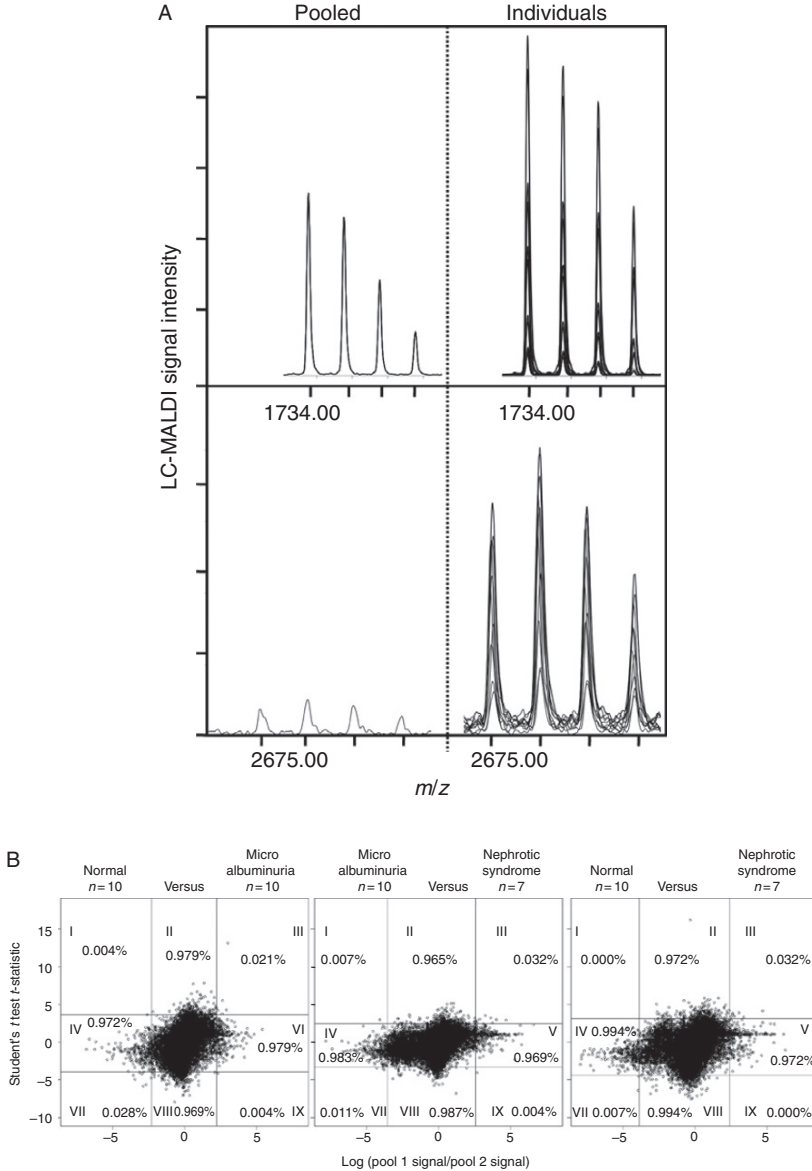 A
Pooled
Individuals
LC-MALDI signal intensity
1734.00
1734.00
2675.00
2675.00
m/z
B
Normal
n=10
Versus
Micro
albuminuria
n=10
Micro
albuminuria
n=10
Versus
Nephrotic
syndrome
n=7
Normal
n=10
Versus
Nephrotic
syndrome
n=7
Student's t test t-statistic
15
10
5
0
−5
−10
I
0.004%
II
0.979%
III
0.021%
IV
0.972%
VI
0.979%
VII
0.028%
VIII
0.969%
0.004%
IX
−5
0
5
I
0.007%
II
0.965%
III
0.032%
IV
0.983%
V
0.969%
0.011%
VII
VIII
0.987%
IX
0.004%
−5
0
5
I
0.000%
II
0.972%
III
0.032%
IV
0.994%
V
0.972%
VII
0.007%
0.994%
VIII
IX
0.000%
−5
0
5
Log (pool 1 signal/pool 2 signal)